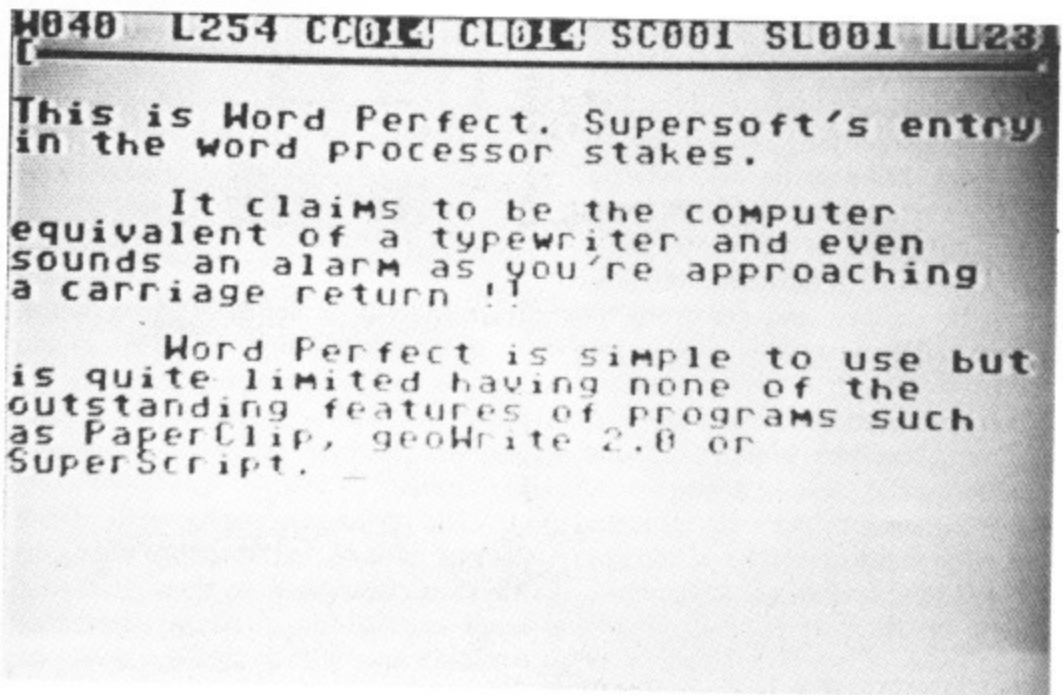 W040 L254 CC014 CL014 SC001 SL001 LL231
[
This is Word Perfect. Supersoft's entry
in the word processor stakes.
It claims to be the computer
equivalent of a typewriter and even
sounds an alarm as you're approaching
a carriage return !!
Word Perfect is simple to use but
is quite limited having none of the
outstanding features of programs such
as PaperClip, geoWrite 2.0 or
SuperScript. _